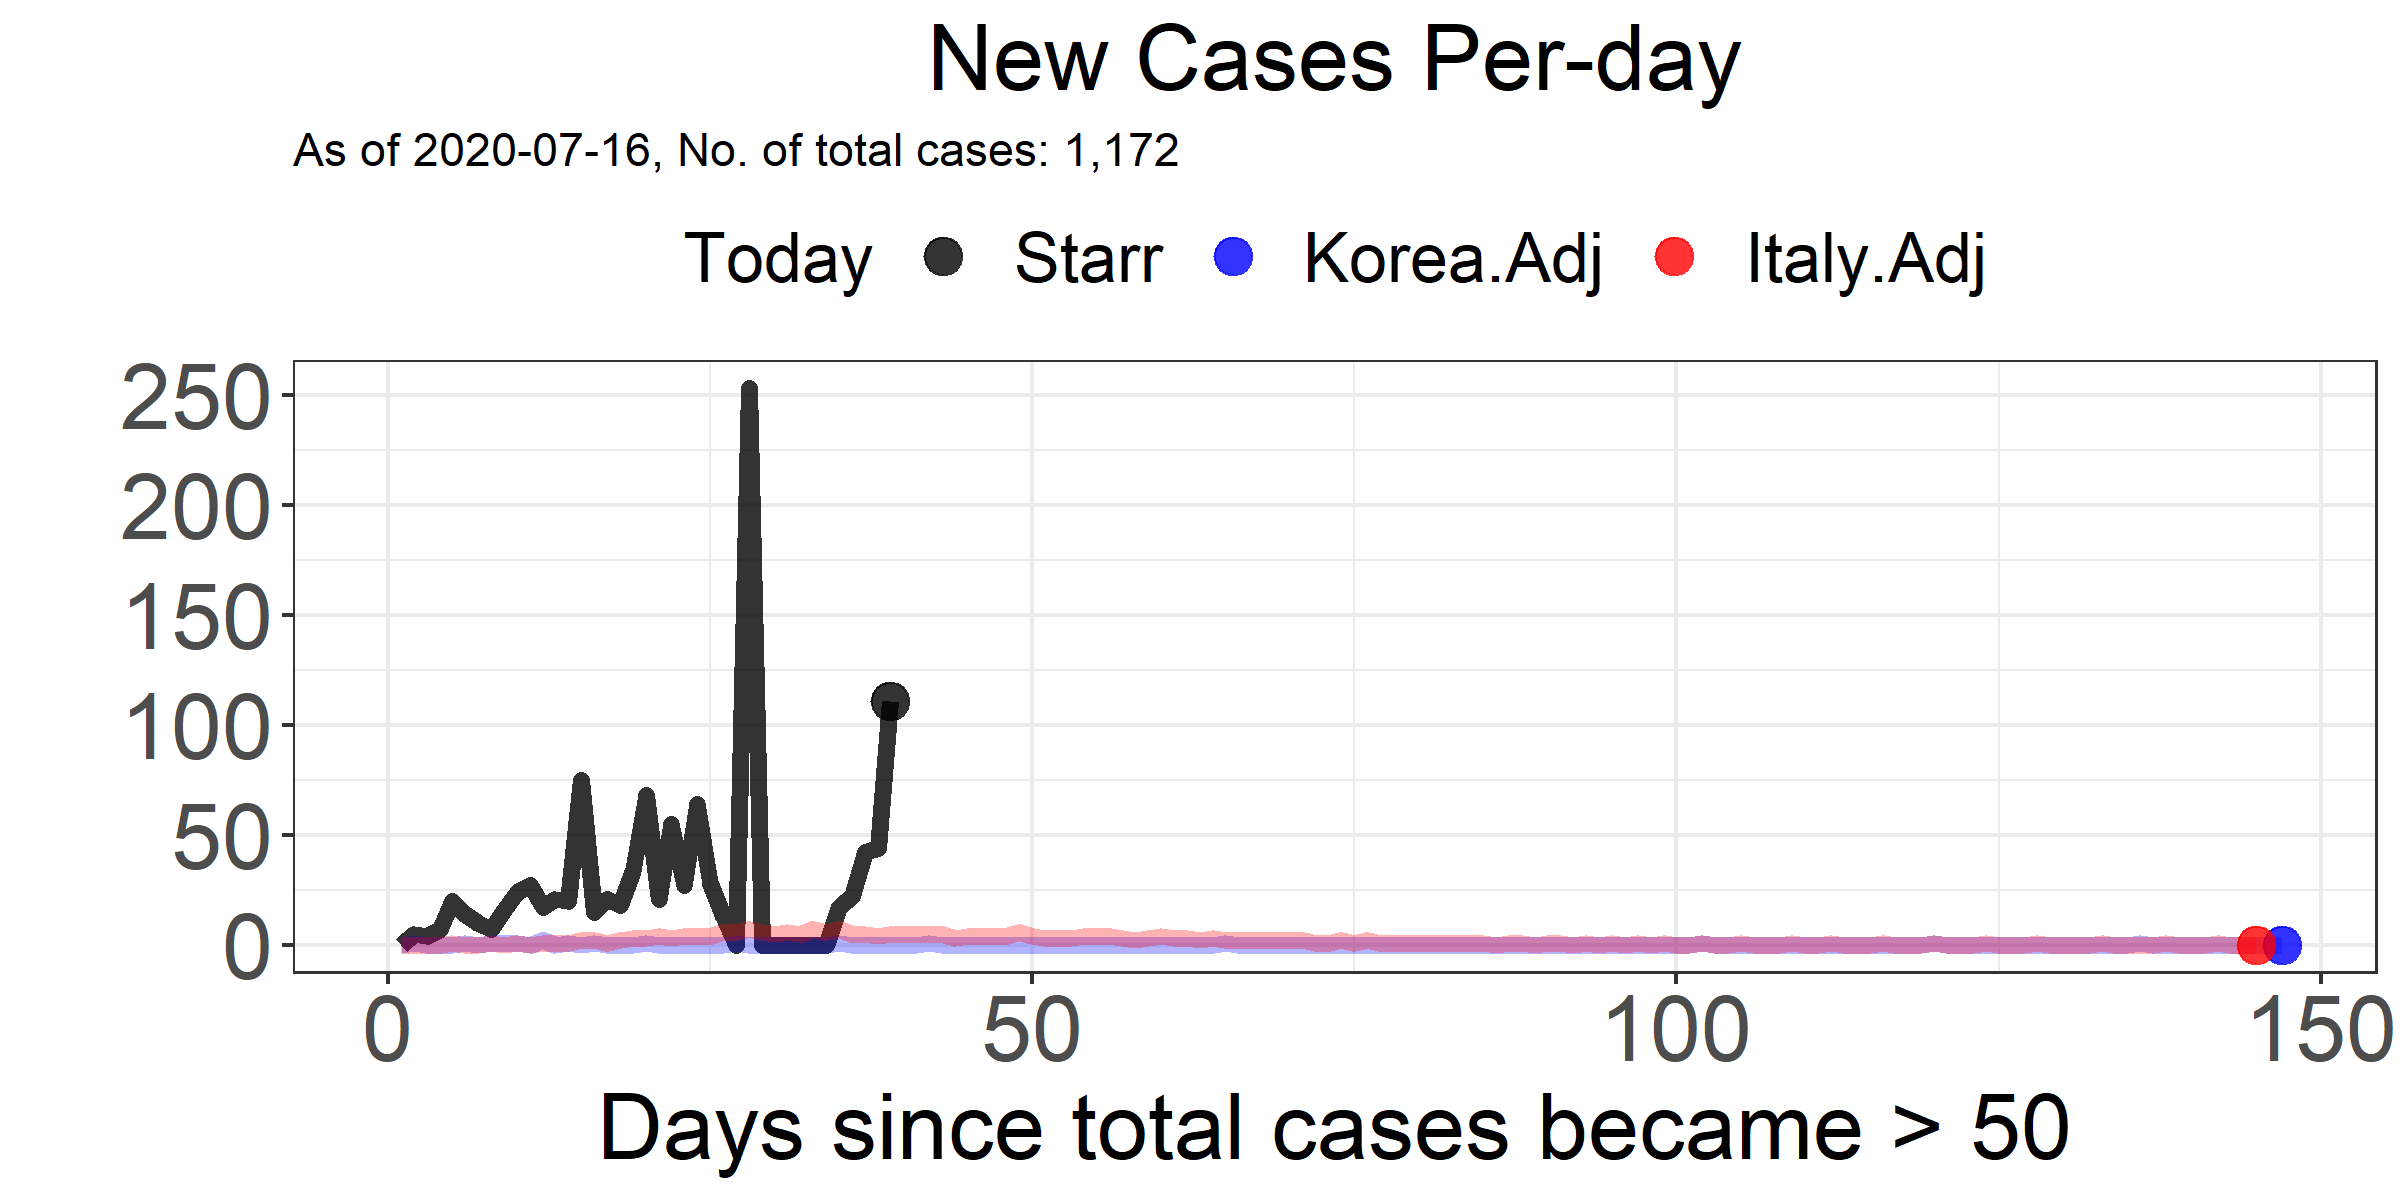 New Cases Per-day
As of 2020-07-16, No. of total cases: 1,172
Today Starr Korea.Adj Italy.Adj
250
200
150
100
50
0
0 50 100 150
Days since total cases became > 50